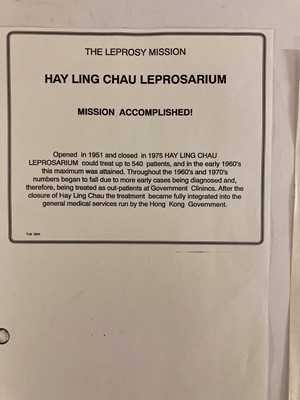 THE LEPROSY MISSION
HAY LING CHAU LEPROSARIUM
MISSION ACCOMPLISHED!
Opened in 1951 and closed in 1975 HAY LING CHAU
LEPROSARIUM could treat up to 540 patients, and in the early 1960's
this maximum was attained. Throughout the 1960's and 1970's
numbers began to fall due to more early cases being diagnosed and,
therefore, being treated as out-patients at Government Clinincs. After the
closure of Hay Ling Chau the treatment became fully integrated into the
general medical services run by the Hong Kong Government.